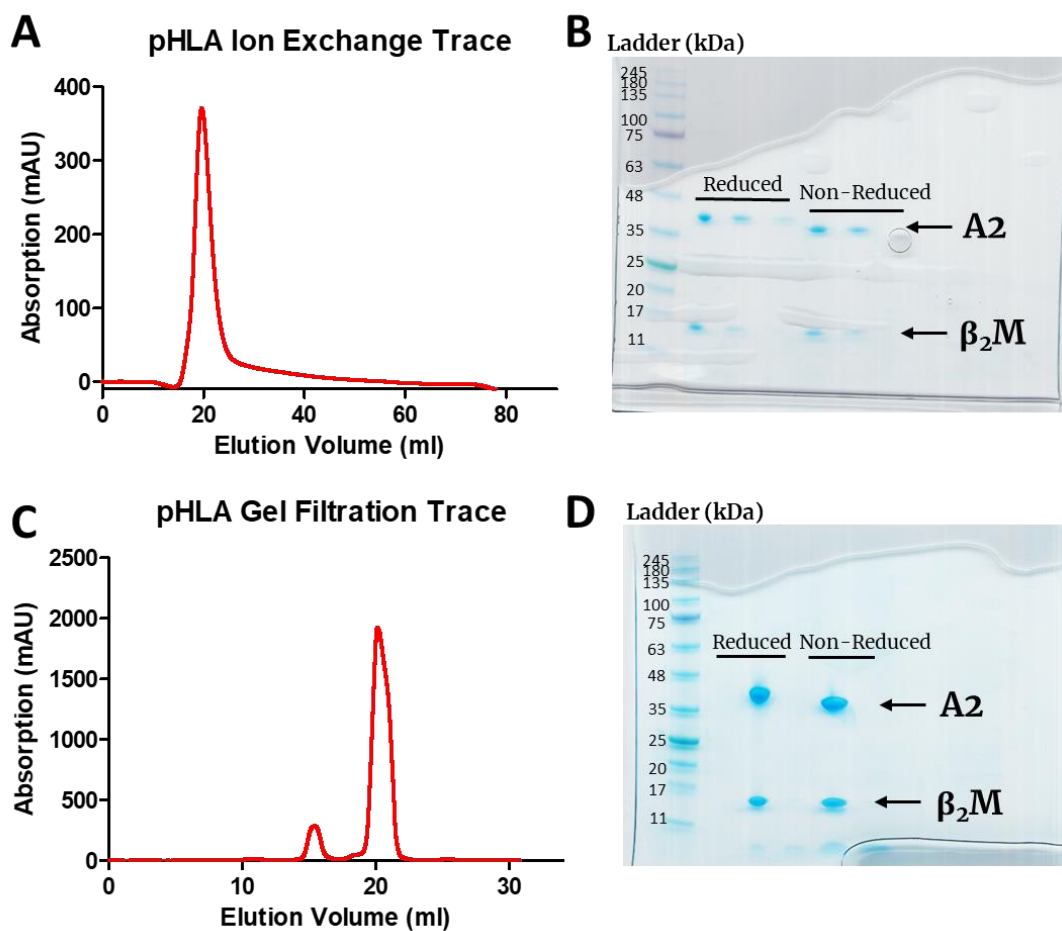 A
pHLA Ion Exchange Trace
400
300
200
100
0
Absorption (mAU)
0 20 40 60 80
Elution Volume (ml)
B
Ladder (kDa)
245
180
135
100
75
63
48
35
25
20
17
11
Reduced
Non-Reduced
A2
β₂M
C
pHLA Gel Filtration Trace
2500
2000
1500
1000
500
0
Absorption (mAU)
0 10 20 30
Elution Volume (ml)
D
Ladder (kDa)
245
180
135
100
75
63
48
35
25
20
17
11
Reduced
Non-Reduced
A2
β₂M